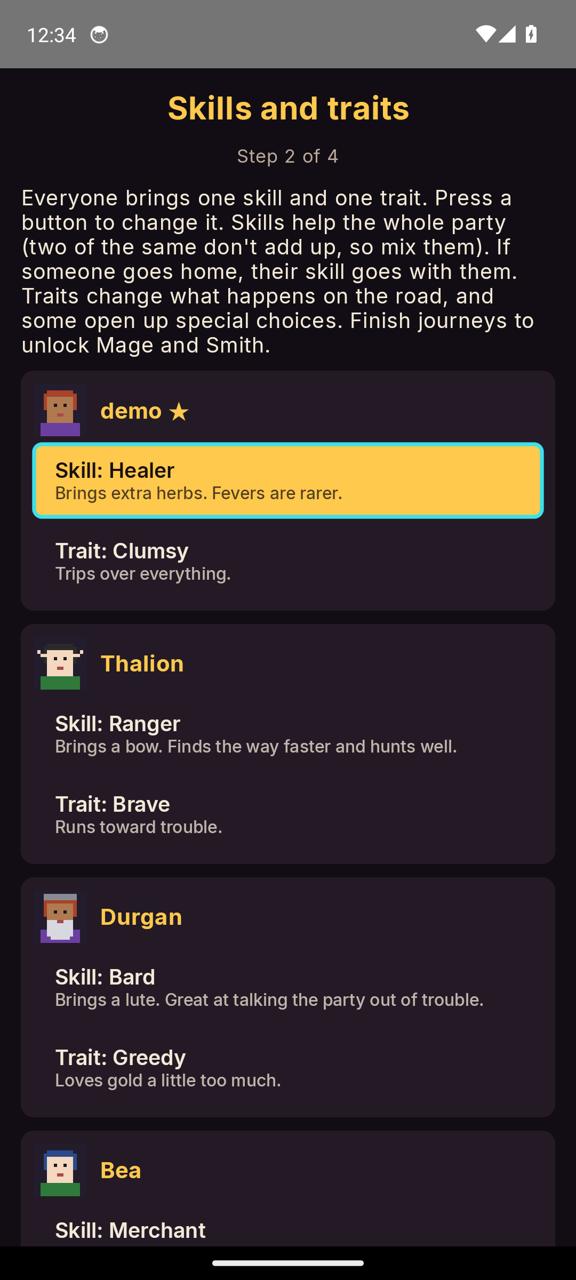 12:34
Skills and traits
Step 2 of 4
Everyone brings one skill and one trait. Press a
button to change it. Skills help the whole party
(two of the same don't add up, so mix them). If
someone goes home, their skill goes with them.
Traits change what happens on the road, and
some open up special choices. Finish journeys to
unlock Mage and Smith.
demo ★
Skill: Healer
Brings extra herbs. Fevers are rarer.
Trait: Clumsy
Trips over everything.
Thalion
Skill: Ranger
Brings a bow. Finds the way faster and hunts well.
Trait: Brave
Runs toward trouble.
Durgan
Skill: Bard
Brings a lute. Great at talking the party out of trouble.
Trait: Greedy
Loves gold a little too much.
Bea
Skill: Merchant